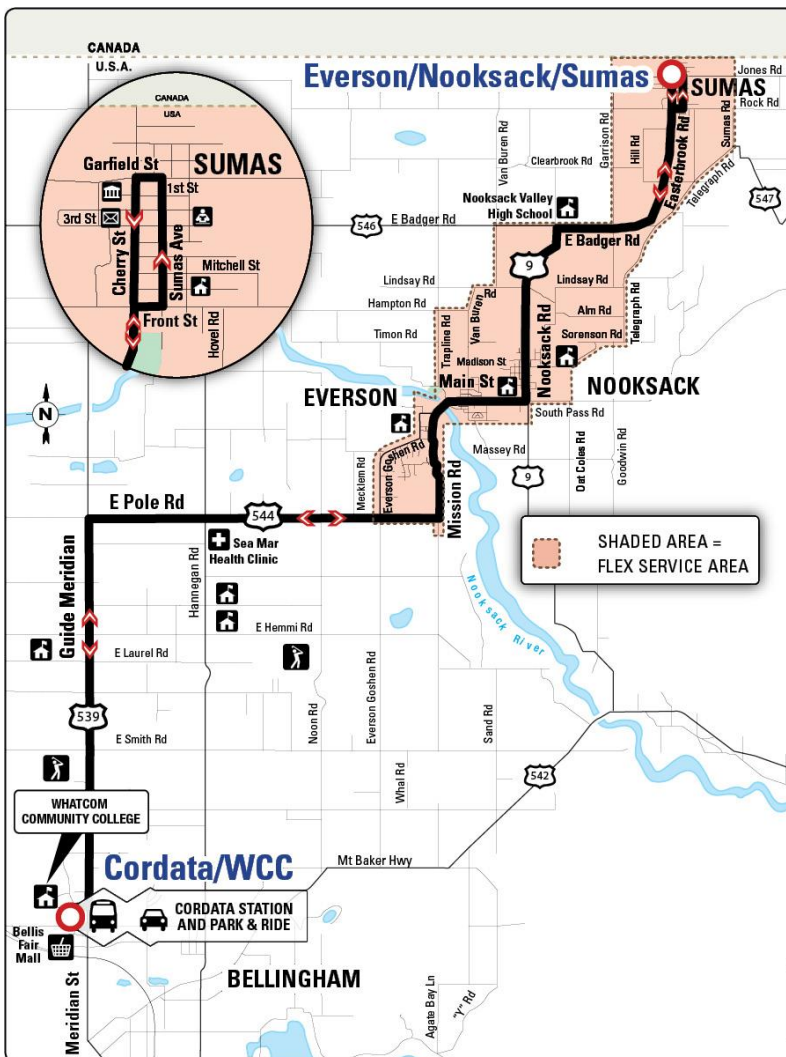 CANADA
U.S.A.
Everson/Nooksack/Sumas
SUMAS
Jones Rd
Rock Rd
CANADA
USA
SUMAS
Garfield St
1st St
3rd St
Cherry St
Sumas Ave
Mitchell St
Front St
Hovel Rd
Van Buren Rd
Clearbrook Rd
Garrison Rd
Hill Rd
Easterbrook Rd
Sumas Rd
Telegraph Rd
547
Nooksack Valley
High School
546
E Badger Rd
E Badger Rd
9
Lindsay Rd
Lindsay Rd
Hampton Rd
Van Buren Rd
Alm Rd
Timon Rd
Trapline Rd
Sorenson Rd
Telegraph Rd
Madison St
Nooksack Rd
Main St
NOOKSACK
EVERSON
South Pass Rd
N
Everson Goshen Rd
Massey Rd
Mecklem Rd
9
Oat Coles Rd
Goodwin Rd
Mission Rd
E Pole Rd
544
Sea Mar
Health Clinic
SHADED AREA =
FLEX SERVICE AREA
Hannegan Rd
Guide Meridian
E Hemmi Rd
Nooksack River
E Laurel Rd
539
E Smith Rd
Noon Rd
Everson Goshen Rd
Sand Rd
Whal Rd
542
WHATCOM
COMMUNITY COLLEGE
Cordata/WCC
Mt Baker Hwy
CORDATA STATION
AND PARK & RIDE
Bellis
Fair
Mall
BELLINGHAM
Meridian St
Agate Bay Ln
"Y" Rd